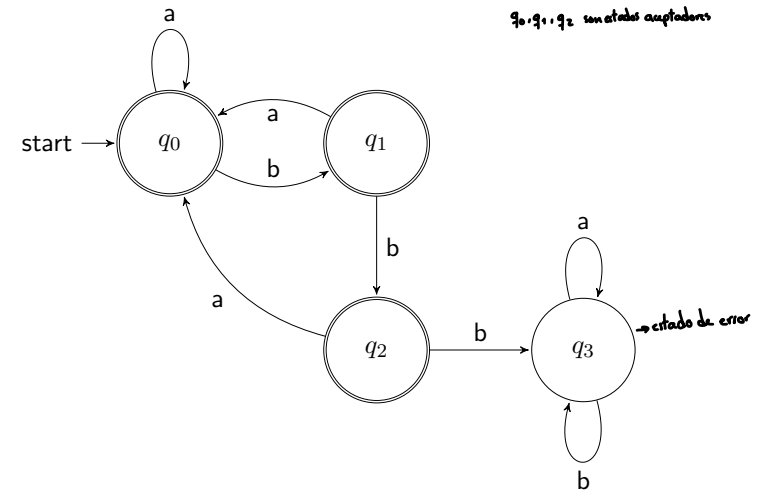 a
q0, q1, q2 son estados aceptadores
start
q0
a
q1
b
b
a
a
q2
b
q3
→ estado de error
b